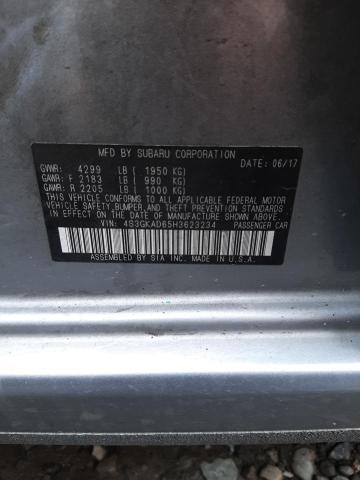 MFD BY SUBARU CORPORATION
GVWR: 4299 LB ( 1950 KG) DATE: 06/17
GAWR: F 2183 LB ( 990 KG)
GAWR: R 2205 LB ( 1000 KG)
THIS VEHICLE CONFORMS TO ALL APPLICABLE FEDERAL MOTOR
VEHICLE SAFETY,BUMPER,AND THEFT PREVENTION STANDARDS
IN EFFECT ON THE DATE OF MANUFACTURE SHOWN ABOVE.
VIN: 4S3GKAD65H3623234 PASSENGER CAR
ASSEMBLED BY SIA INC. MADE IN U.S.A.